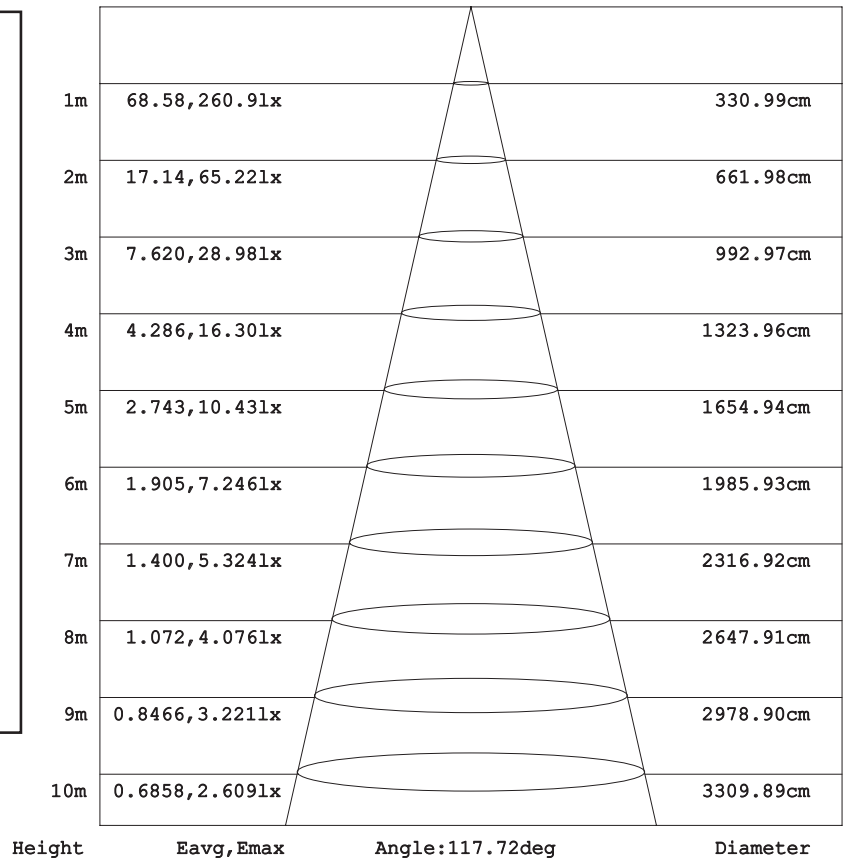 1m 68.58,260.9lx 330.99cm
2m 17.14,65.22lx 661.98cm
3m 7.620,28.98lx 992.97cm
4m 4.286,16.30lx 1323.96cm
5m 2.743,10.43lx 1654.94cm
6m 1.905,7.246lx 1985.93cm
7m 1.400,5.324lx 2316.92cm
8m 1.072,4.076lx 2647.91cm
9m 0.8466,3.221lx 2978.90cm
10m 0.6858,2.609lx 3309.89cm
Height Eavg,Emax Angle:117.72deg Diameter